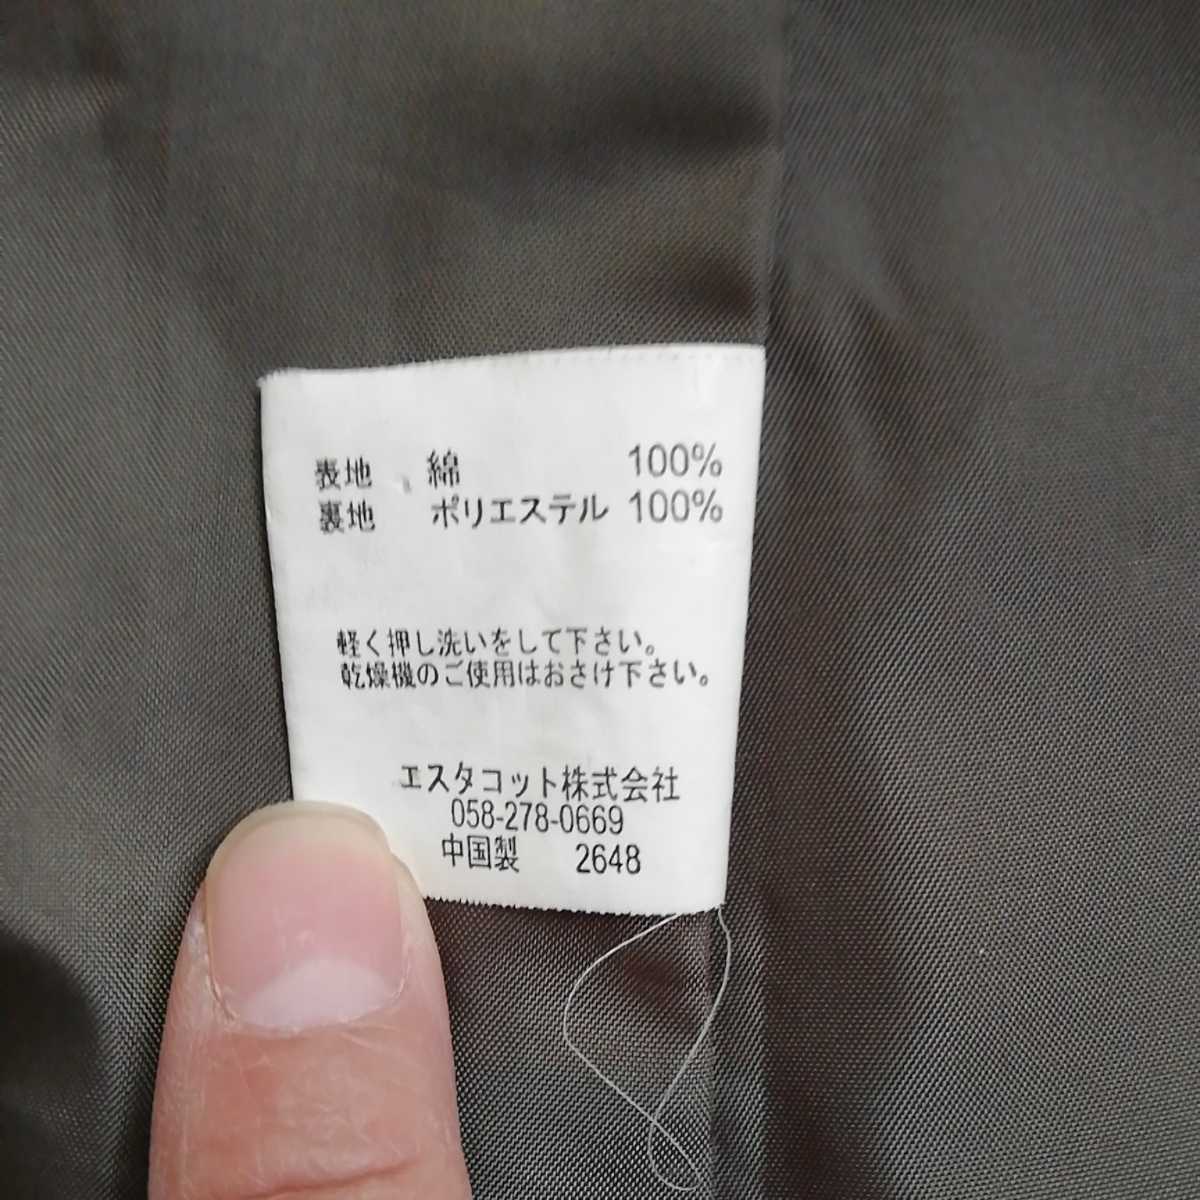 表地 綿 100%
裏地 ポリエステル 100%
軽く押し洗いをして下さい。
乾燥機のご使用はおさけ下さい。
エスタコット株式会社
058-278-0669
中国製 2648